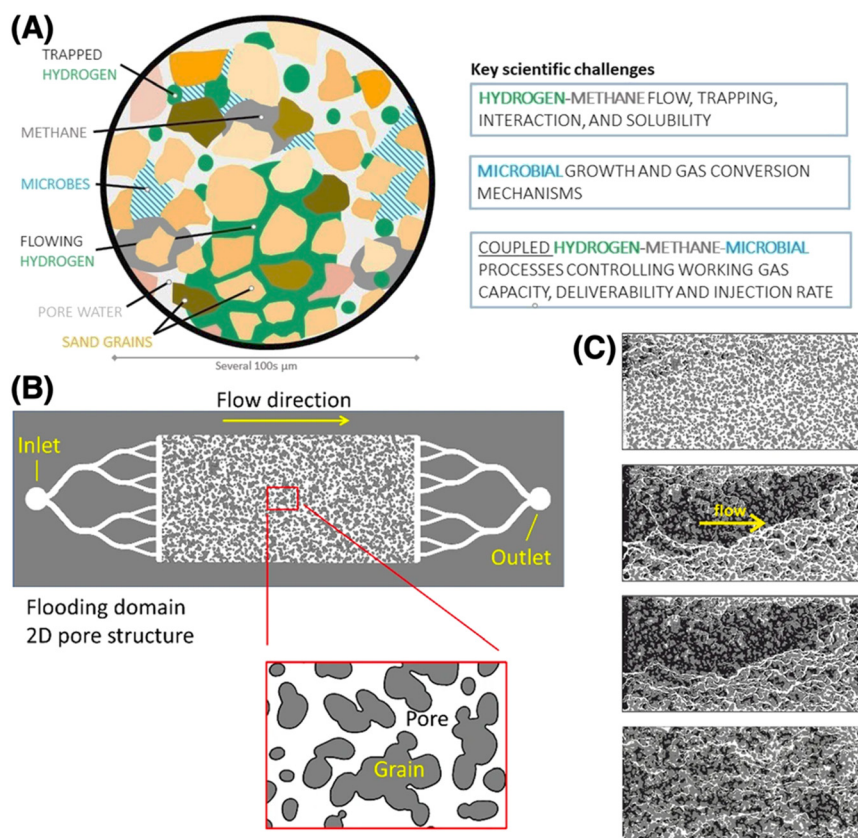 (A)
TRAPPED
HYDROGEN
METHANE
MICROBES
FLOWING
HYDROGEN
PORE WATER
SAND GRAINS
Several 100s µm
Key scientific challenges
HYDROGEN-METHANE FLOW, TRAPPING,
INTERACTION, AND SOLUBILITY
MICROBIAL GROWTH AND GAS CONVERSION
MECHANISMS
COUPLED HYDROGEN-METHANE-MICROBIAL
PROCESSES CONTROLLING WORKING GAS
CAPACITY, DELIVERABILITY AND INJECTION RATE
(B)
Flow direction
Inlet
Outlet
Flooding domain
2D pore structure
Pore
Grain
(C)
flow